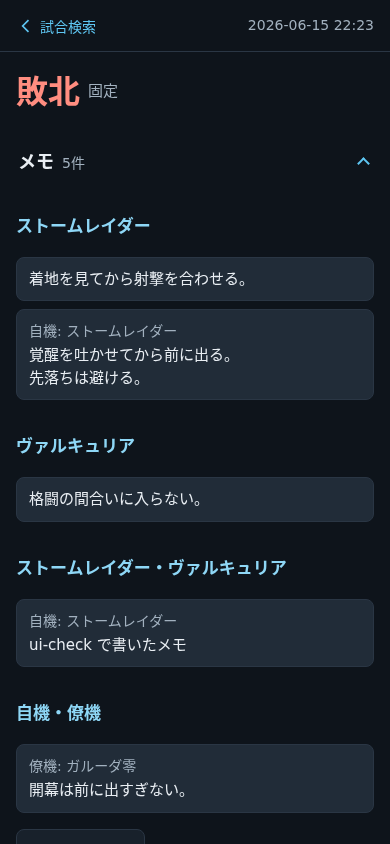 試合検索
2026-06-15 22:23
敗北 固定
メモ 5件
ストームレイダー
着地を見てから射撃を合わせる。
自機: ストームレイダー
覚醒を吐かせてから前に出る。
先落ちは避ける。
ヴァルキュリア
格闘の間合いに入らない。
ストームレイダー・ヴァルキュリア
自機: ストームレイダー
ui-check で書いたメモ
自機・僚機
僚機: ガルーダ零
開幕は前に出すぎない。